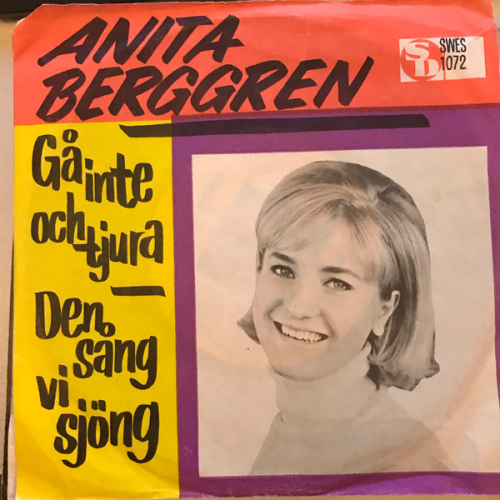 ANITA
BERGGREN
SD
SWES
1072
Gå inte
och tjura
Den
sång
vi
sjöng